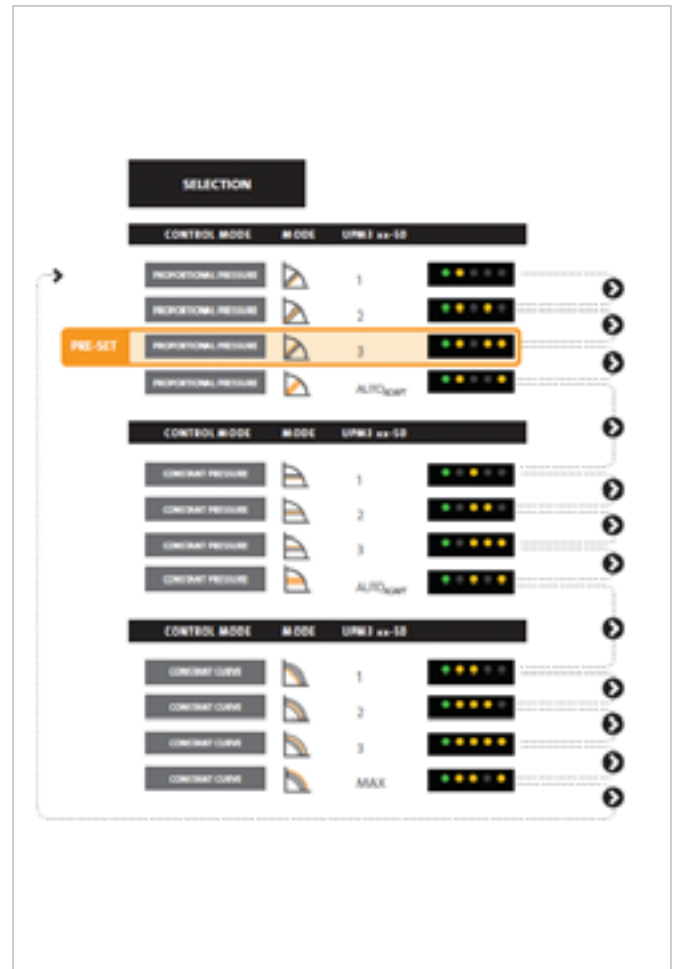 SELECTION
CONTROL MODE MODE UPM3 xx-50
PROPORTIONAL PRESSURE 1
PROPORTIONAL PRESSURE 2
PRE-SET PROPORTIONAL PRESSURE 3
PROPORTIONAL PRESSURE AUTOADAPT
CONTROL MODE MODE UPM3 xx-50
CONSTANT PRESSURE 1
CONSTANT PRESSURE 2
CONSTANT PRESSURE 3
CONSTANT PRESSURE AUTOADAPT
CONTROL MODE MODE UPM3 xx-50
CONSTANT CURVE 1
CONSTANT CURVE 2
CONSTANT CURVE 3
CONSTANT CURVE MAX